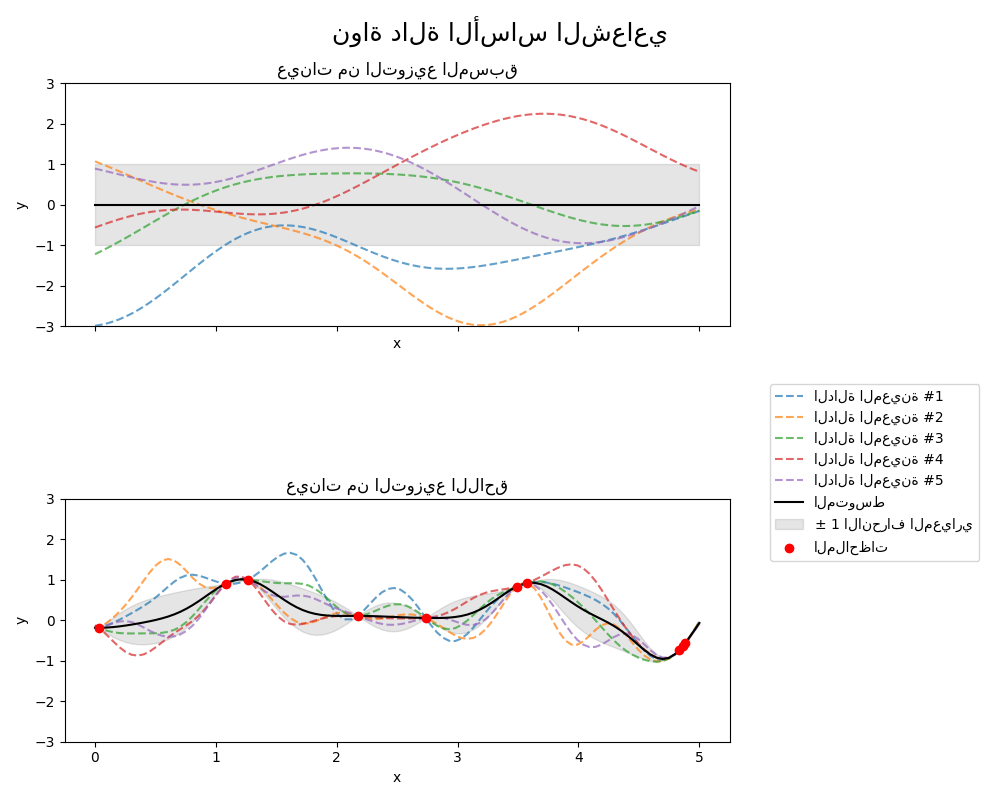 نواة دالة الأساس الشعاعي
عينات من التوزيع المسبق
3
2
1
0
−1
−2
−3
y
x
الدالة المعينة #1
الدالة المعينة #2
الدالة المعينة #3
الدالة المعينة #4
الدالة المعينة #5
المتوسط
± 1 الانحراف المعياري
الملاحظات
عينات من التوزيع اللاحق
3
2
1
0
−1
−2
−3
y
0 1 2 3 4 5
x